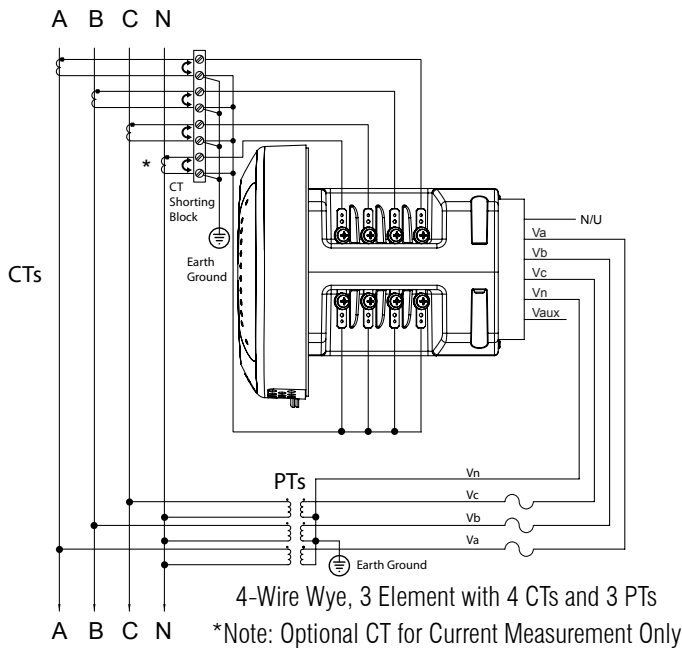 A B C N
*
CT
Shorting
Block
Earth
Ground
CTs
N/U
Va
Vb
Vc
Vn
Vaux
PTs
Vn
Vc
Vb
Va
Earth Ground
4-Wire Wye, 3 Element with 4 CTs and 3 PTs
A B C N
*Note: Optional CT for Current Measurement Only